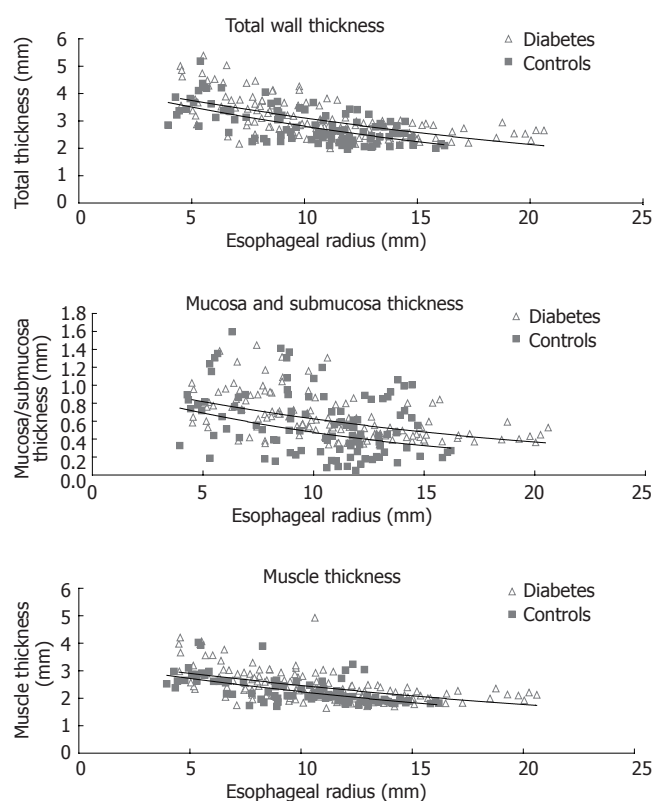 Total wall thickness
Diabetes
Controls
Total thickness (mm)
6
5
4
3
2
1
0
0 5 10 15 20 25
Esophageal radius (mm)
Mucosa and submucosa thickness
Diabetes
Controls
Mucosa/submucosa
thickness (mm)
1.8
1.6
1.4
1.2
1.0
0.8
0.6
0.4
0.2
0.0
0 5 10 15 20 25
Esophageal radius (mm)
Muscle thickness
Diabetes
Controls
Muscle thickness
(mm)
6
5
4
3
2
1
0
0 5 10 15 20 25
Esophageal radius (mm)